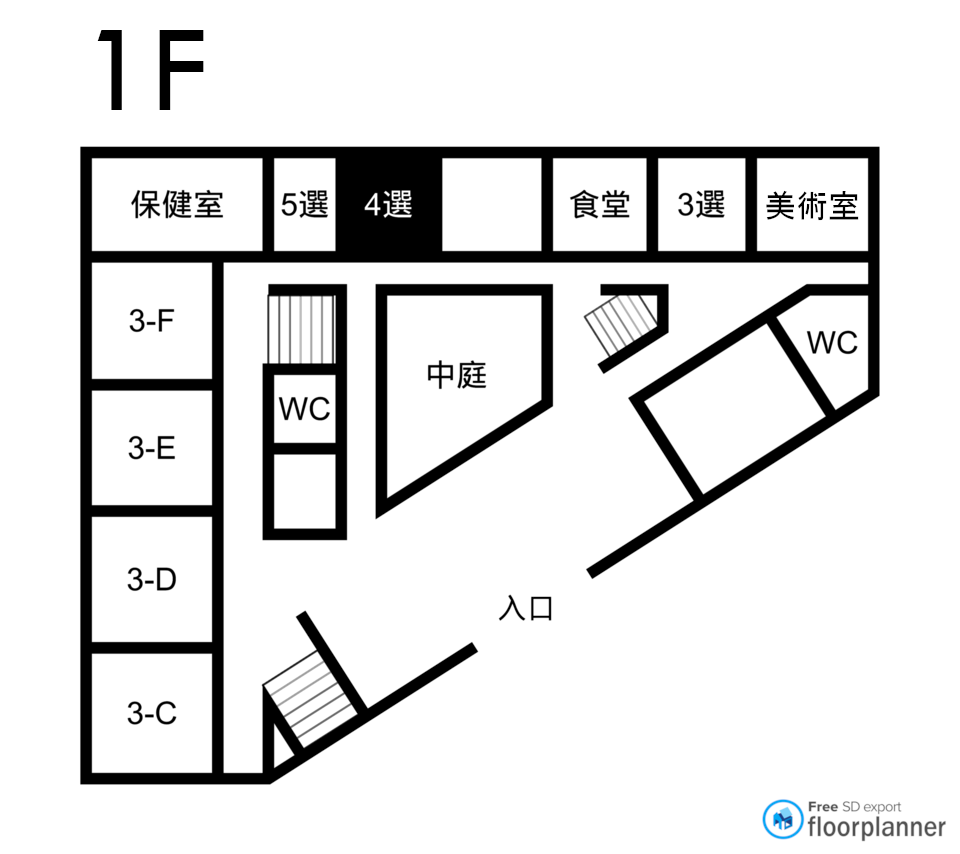 1F
保健室
5選
4選
食堂
3選
美術室
3-F
WC
中庭
3-E
WC
3-D
入口
3-C
Free SD export
floorplanner